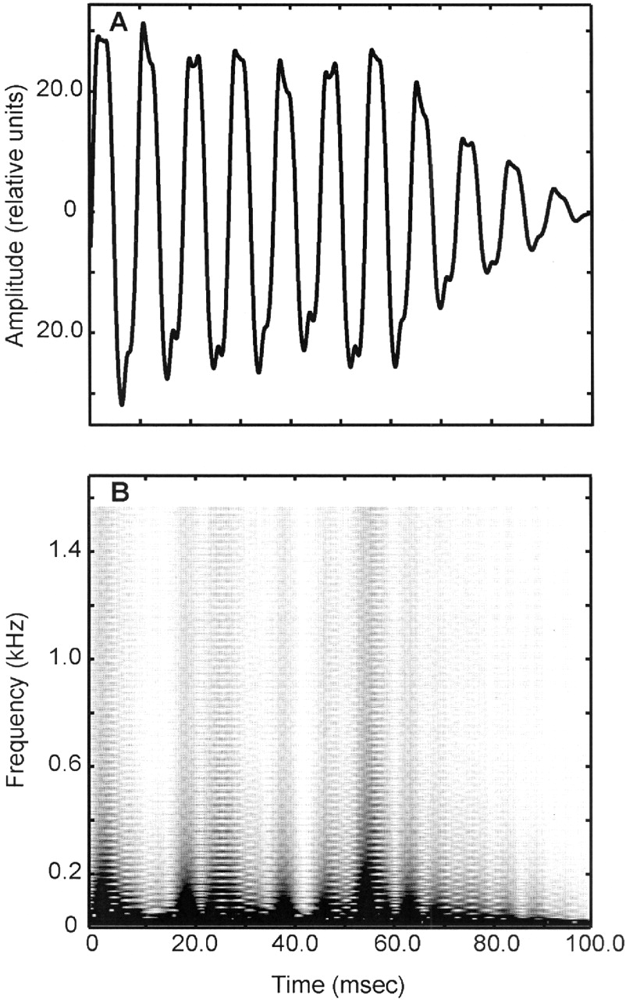 A
Amplitude (relative units)
20.0
0
20.0
B
Frequency (kHz)
1.4
1.0
0.6
0.2
0
0 20.0 40.0 60.0 80.0 100.0
Time (msec)